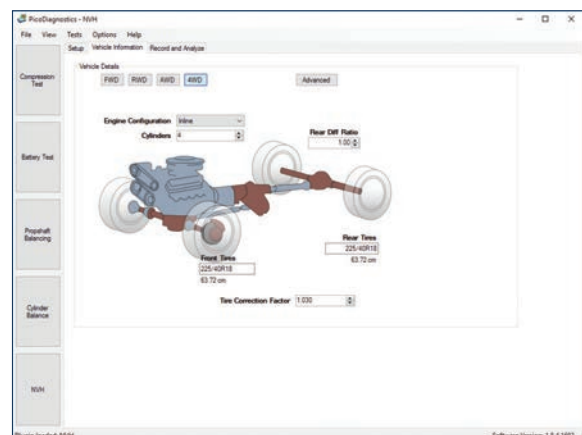 PicoDiagnostics - NVH
File View Tests Options Help
Setup Vehicle Information Record and Analyse
Vehicle Details
FWD RWD AWD 4WD Advanced
Compression Test
Engine Configuration Inline
Cylinders 4
Rear Diff Ratio
1.00
Battery Test
Propshaft Balancing
Rear Tires
225/40R18
63.72 cm
Front Tires
225/40R18
63.72 cm
Tire Correction Factor 1.030
Cylinder Balance
NVH